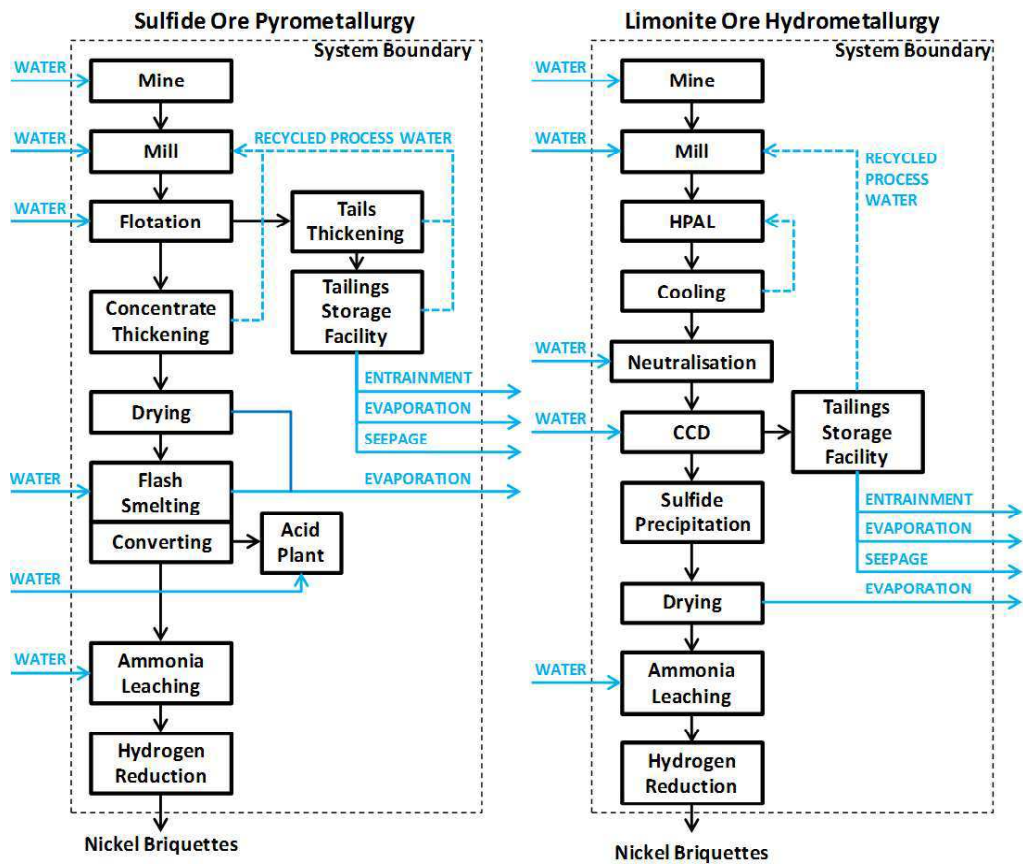 Sulfide Ore Pyrometallurgy
System Boundary
WATER
Mine
WATER
Mill
RECYCLED PROCESS WATER
WATER
Flotation
Tails
Thickening
Concentrate
Thickening
Tailings
Storage
Facility
ENTRAINMENT
EVAPORATION
SEEPAGE
Drying
WATER
Flash
Smelting
EVAPORATION
Converting
Acid
Plant
WATER
WATER
Ammonia
Leaching
Hydrogen
Reduction
Nickel Briquettes
Limonite Ore Hydrometallurgy
System Boundary
WATER
Mine
WATER
Mill
RECYCLED
PROCESS
WATER
HPAL
Cooling
WATER
Neutralisation
WATER
CCD
Tailings
Storage
Facility
Sulfide
Precipitation
ENTRAINMENT
EVAPORATION
SEEPAGE
EVAPORATION
Drying
WATER
Ammonia
Leaching
Hydrogen
Reduction
Nickel Briquettes